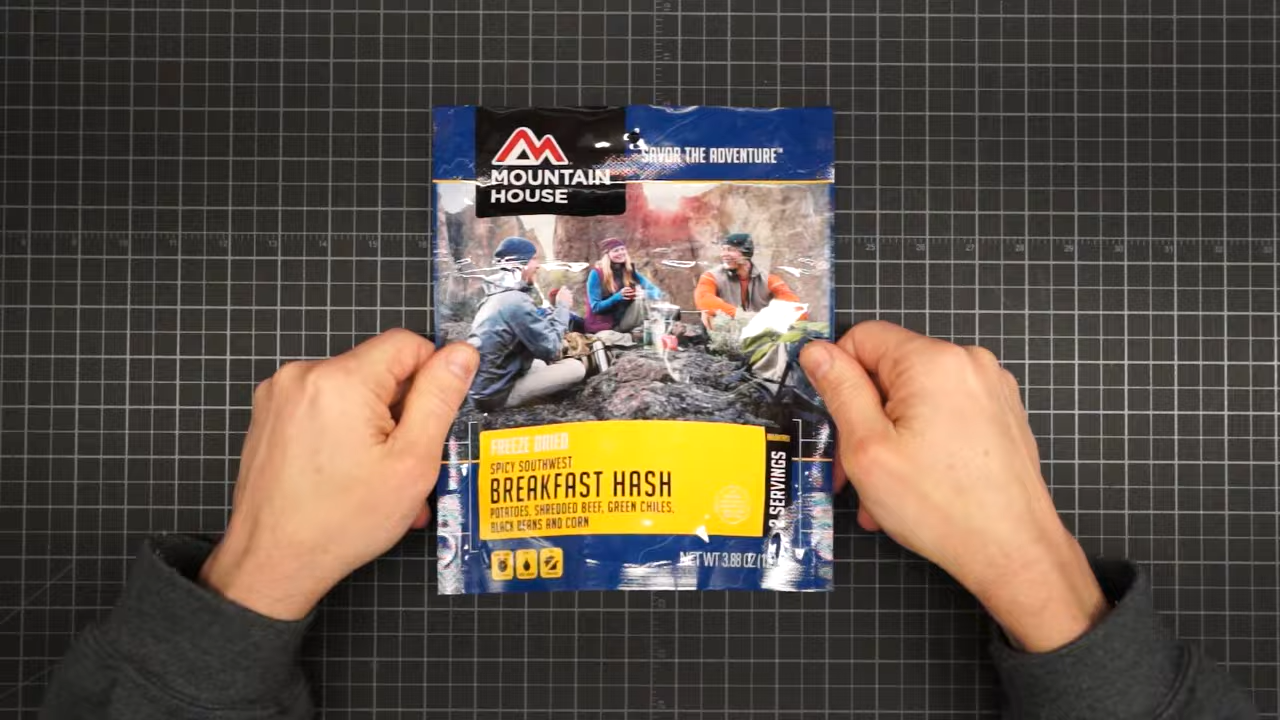 SAVOR THE ADVENTURE™
MOUNTAIN
HOUSE
FREEZE DRIED
SPICY SOUTHWEST
BREAKFAST HASH
POTATOES, SHREDDED BEEF, GREEN CHILES,
BLACK BEANS AND CORN
2 SERVINGS
NET WT 3.88 OZ